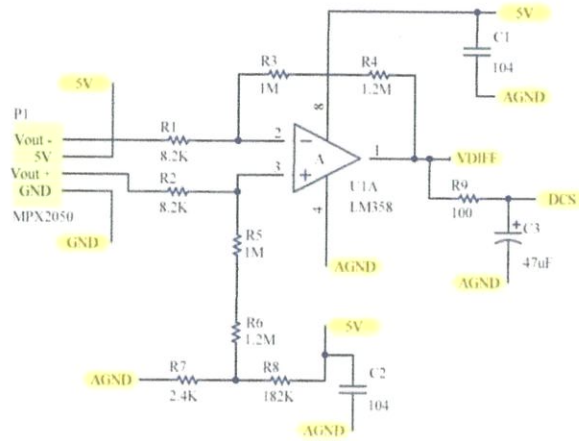 5V
C1
104
AGND
R3
1M
R4
1.2M
5V
P1
Vout -
5V
Vout +
GND
MPX2050
R1
8.2K
R2
8.2K
2
3
8
A
1
4
U1A
LM358
VDIFF
R9
100
DCS
C3
47uF
AGND
GND
R5
1M
AGND
R6
1.2M
5V
AGND
R7
2.4K
R8
182K
C2
104
AGND